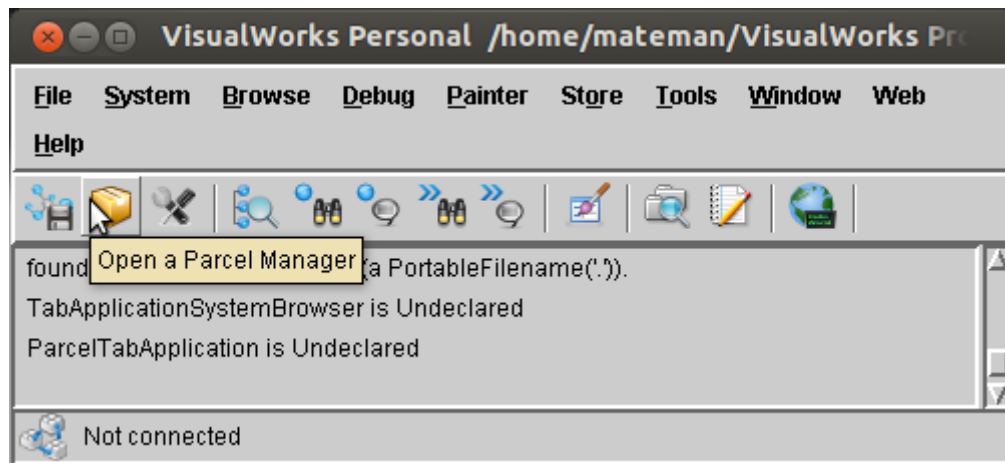 VisualWorks Personal /home/mateman/VisualWorks
File System Browse Debug Painter Store Tools Window Web
Help
Open a Parcel Manager
found (a PortableFilename('.')).
TabApplicationSystemBrowser is Undeclared
ParcelTabApplication is Undeclared
Not connected